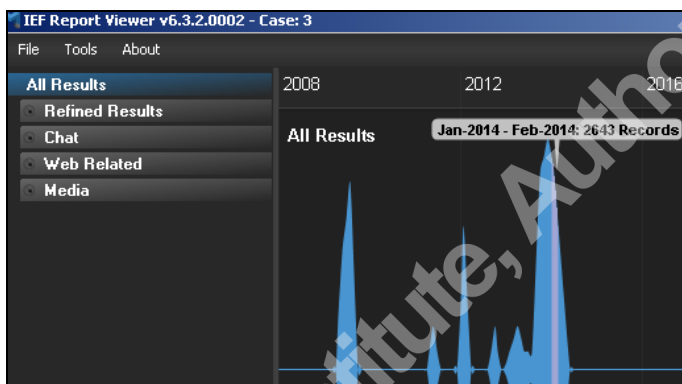 IEF Report Viewer v6.3.2.0002 - Case: 3
File Tools About
All Results
Refined Results
Chat
Web Related
Media
2008 2012 2016
All Results
Jan-2014 - Feb-2014: 2643 Records